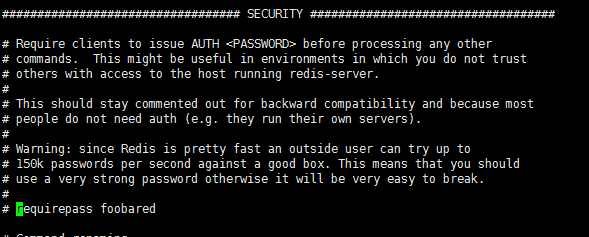 ################################## SECURITY ###################################

# Require clients to issue AUTH <PASSWORD> before processing any other
# commands.  This might be useful in environments in which you do not trust
# others with access to the host running redis-server.
#
# This should stay commented out for backward compatibility and because most
# people do not need auth (e.g. they run their own servers).
#
# Warning: since Redis is pretty fast an outside user can try up to
# 150k passwords per second against a good box. This means that you should
# use a very strong password otherwise it will be very easy to break.
#
# requirepass foobared